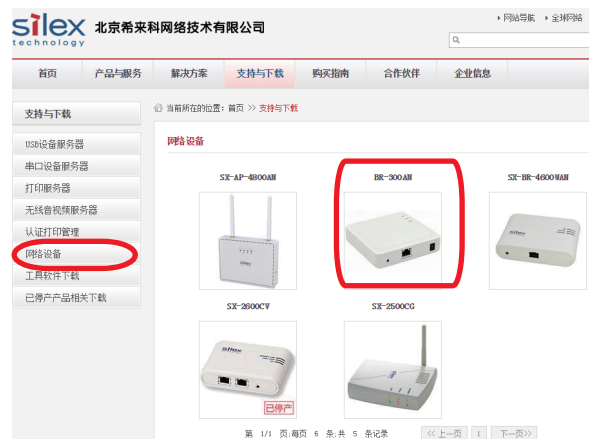 silex technology 北京希来科网络技术有限公司
网站导航 全球网络
首页 产品与服务 解决方案 支持与下载 购买指南 合作伙伴 企业信息
支持与下载
当前所在的位置: 首页 >> 支持与下载
USB设备服务器
串口设备服务器
打印服务器
无线音视频服务器
认证打印管理
网络设备
工具软件下载
已停产产品相关下载
网络设备
SX-AP-4800AN BR-300AN SX-BR-4600WAN
silex
SX-2600CV SX-2500CG
silex
已停产
第 1/1 页:每页 6 条:共 5 条记录 << 上一页 1 下一页>>